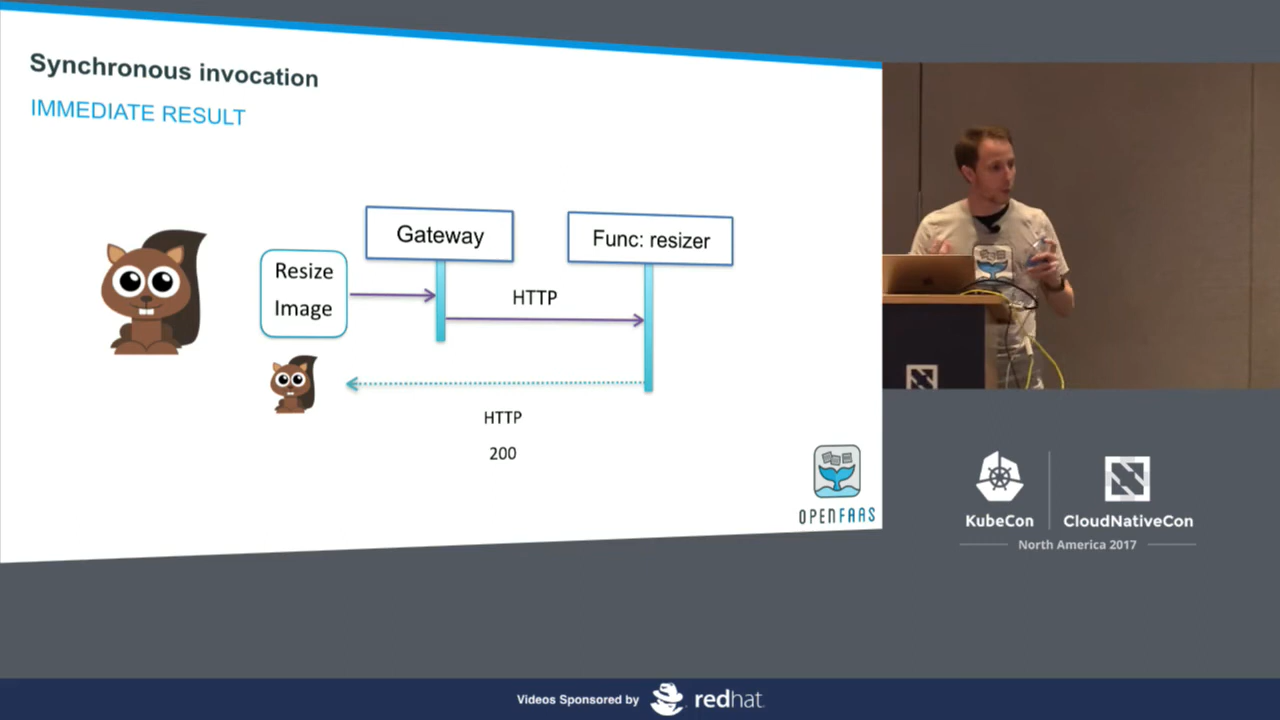 Synchronous invocation
IMMEDIATE RESULT
Gateway
Func: resizer
Resize
Image
HTTP
HTTP
200
OPENFAAS
KubeCon
CloudNativeCon
North America 2017
Videos Sponsored by
redhat